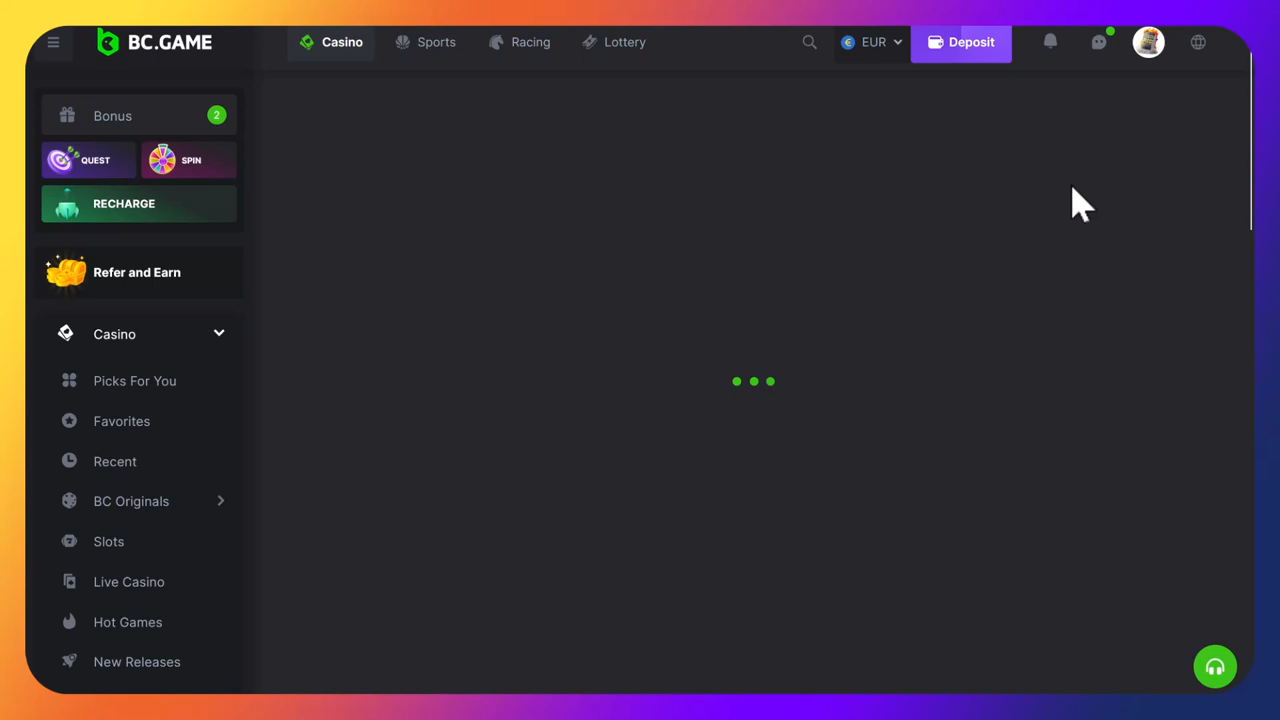 BC.GAME
Casino
Sports
Racing
Lottery
EUR
Deposit
Bonus
2
QUEST
SPIN
RECHARGE
Refer and Earn
Casino
Picks For You
Favorites
Recent
BC Originals
Slots
Live Casino
Hot Games
New Releases